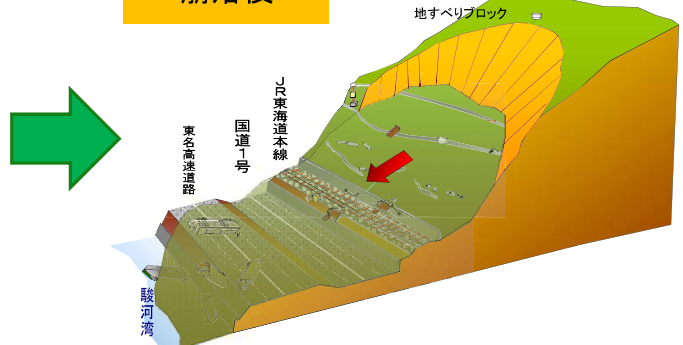 地すべりブロック
JR東海道本線
国道1号
東名高速道路
駿河湾